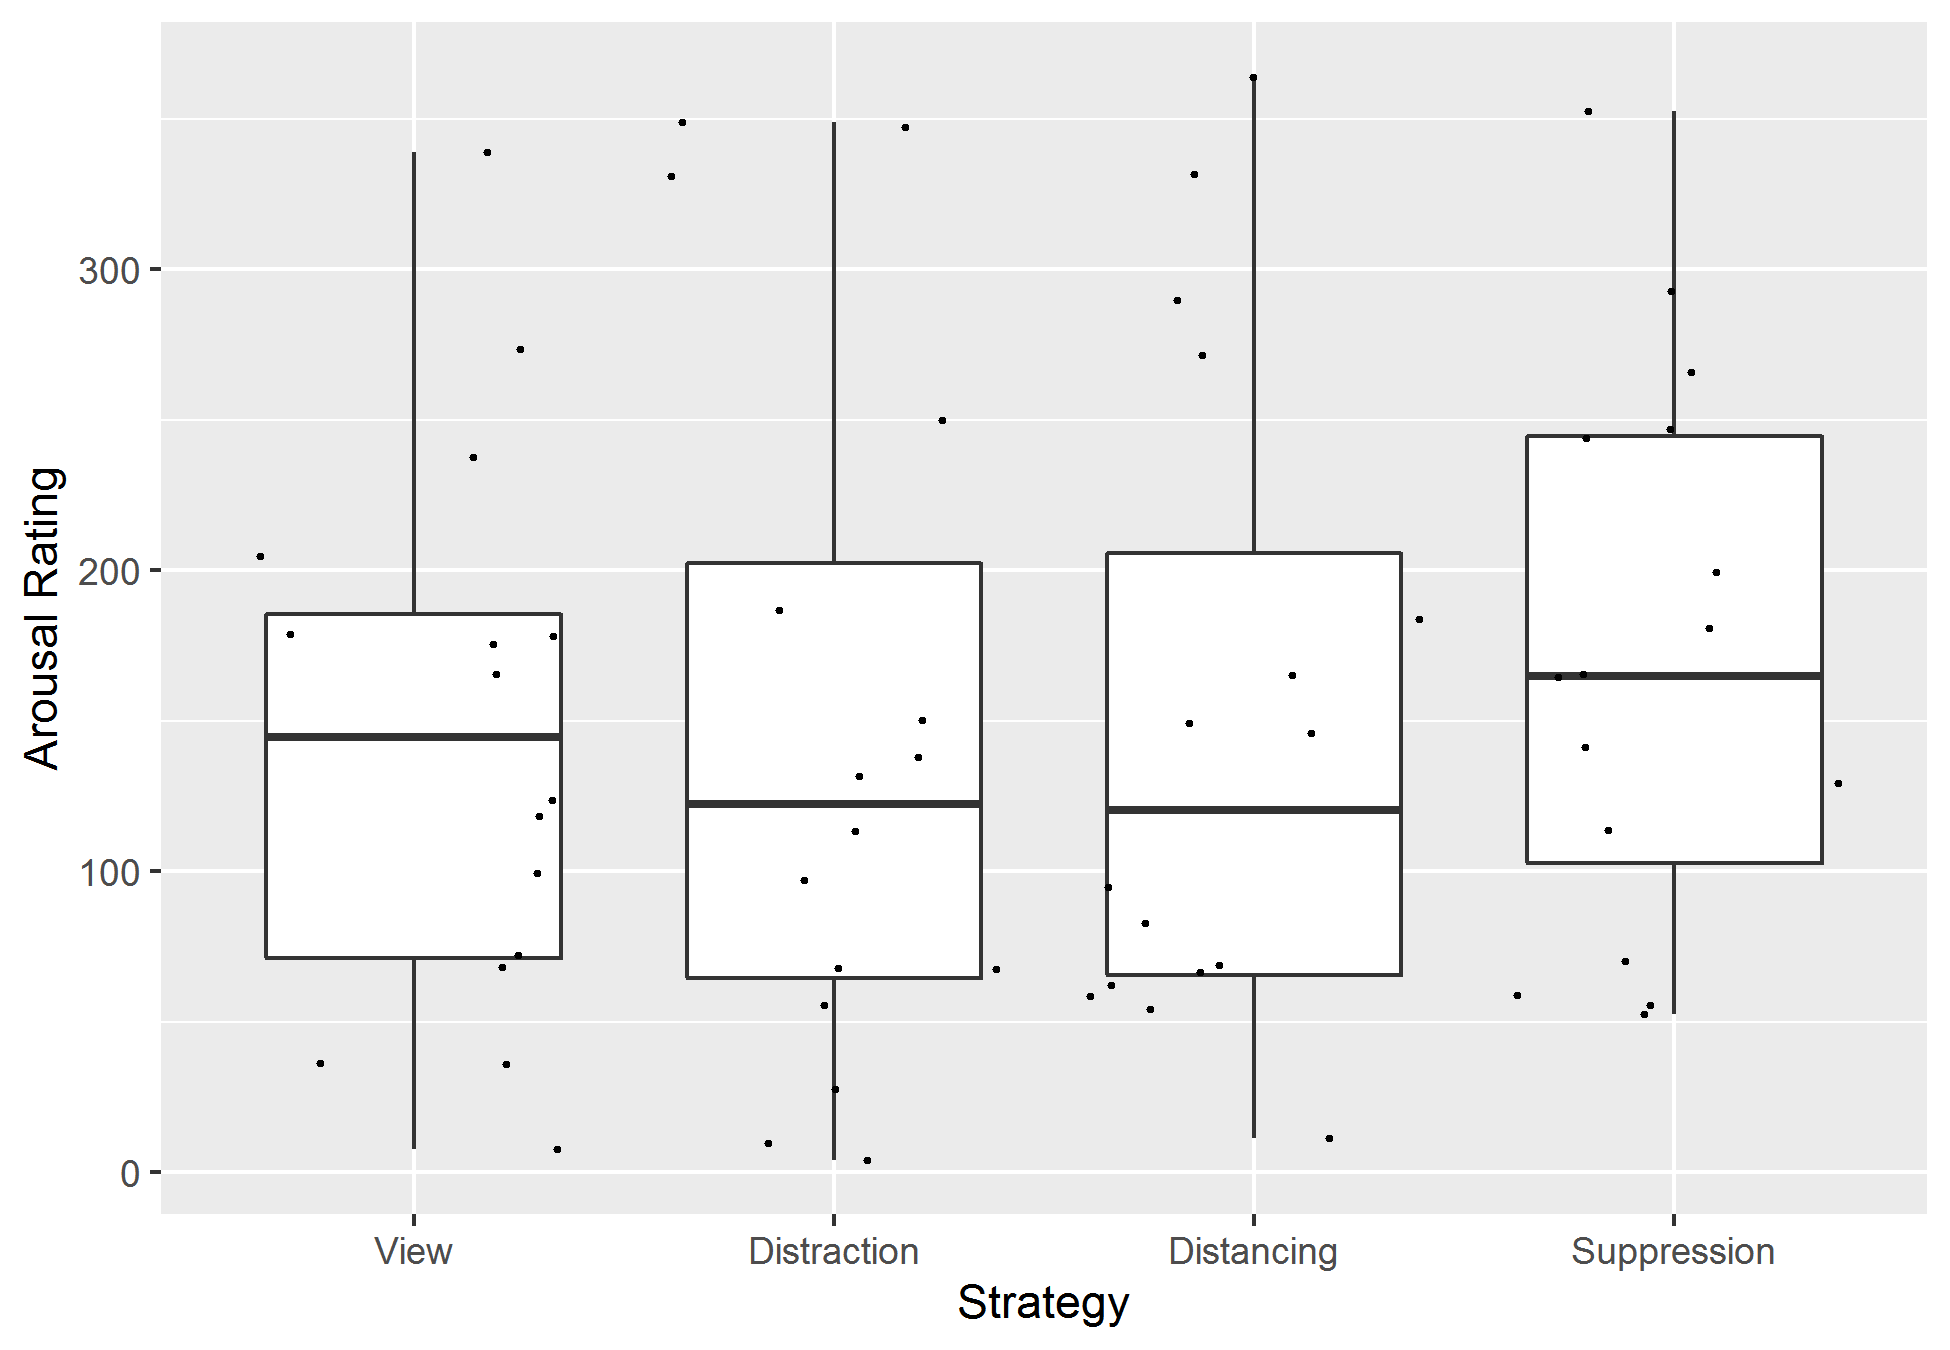 Arousal Rating
300
200
100
0
View Distraction Distancing Suppression
Strategy